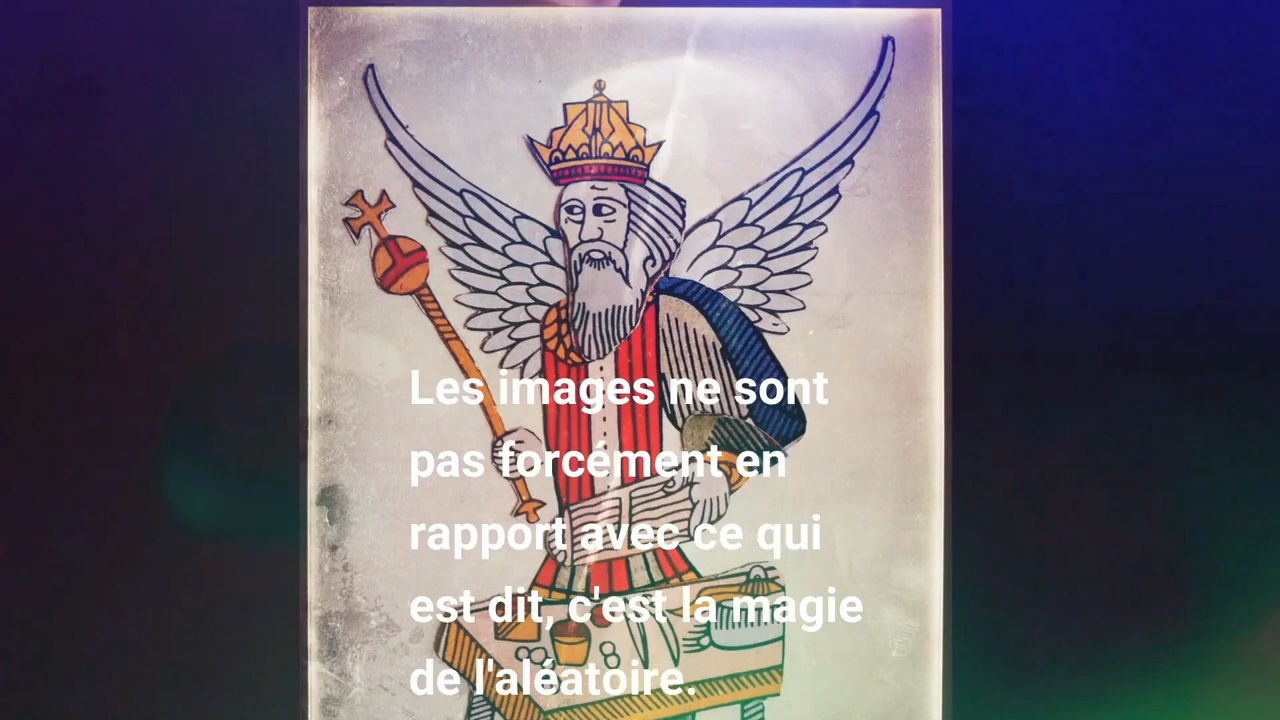 Les images ne sont
pas forcément en
rapport avec ce qui
est dit, c'est la magie
de l'aléatoire.